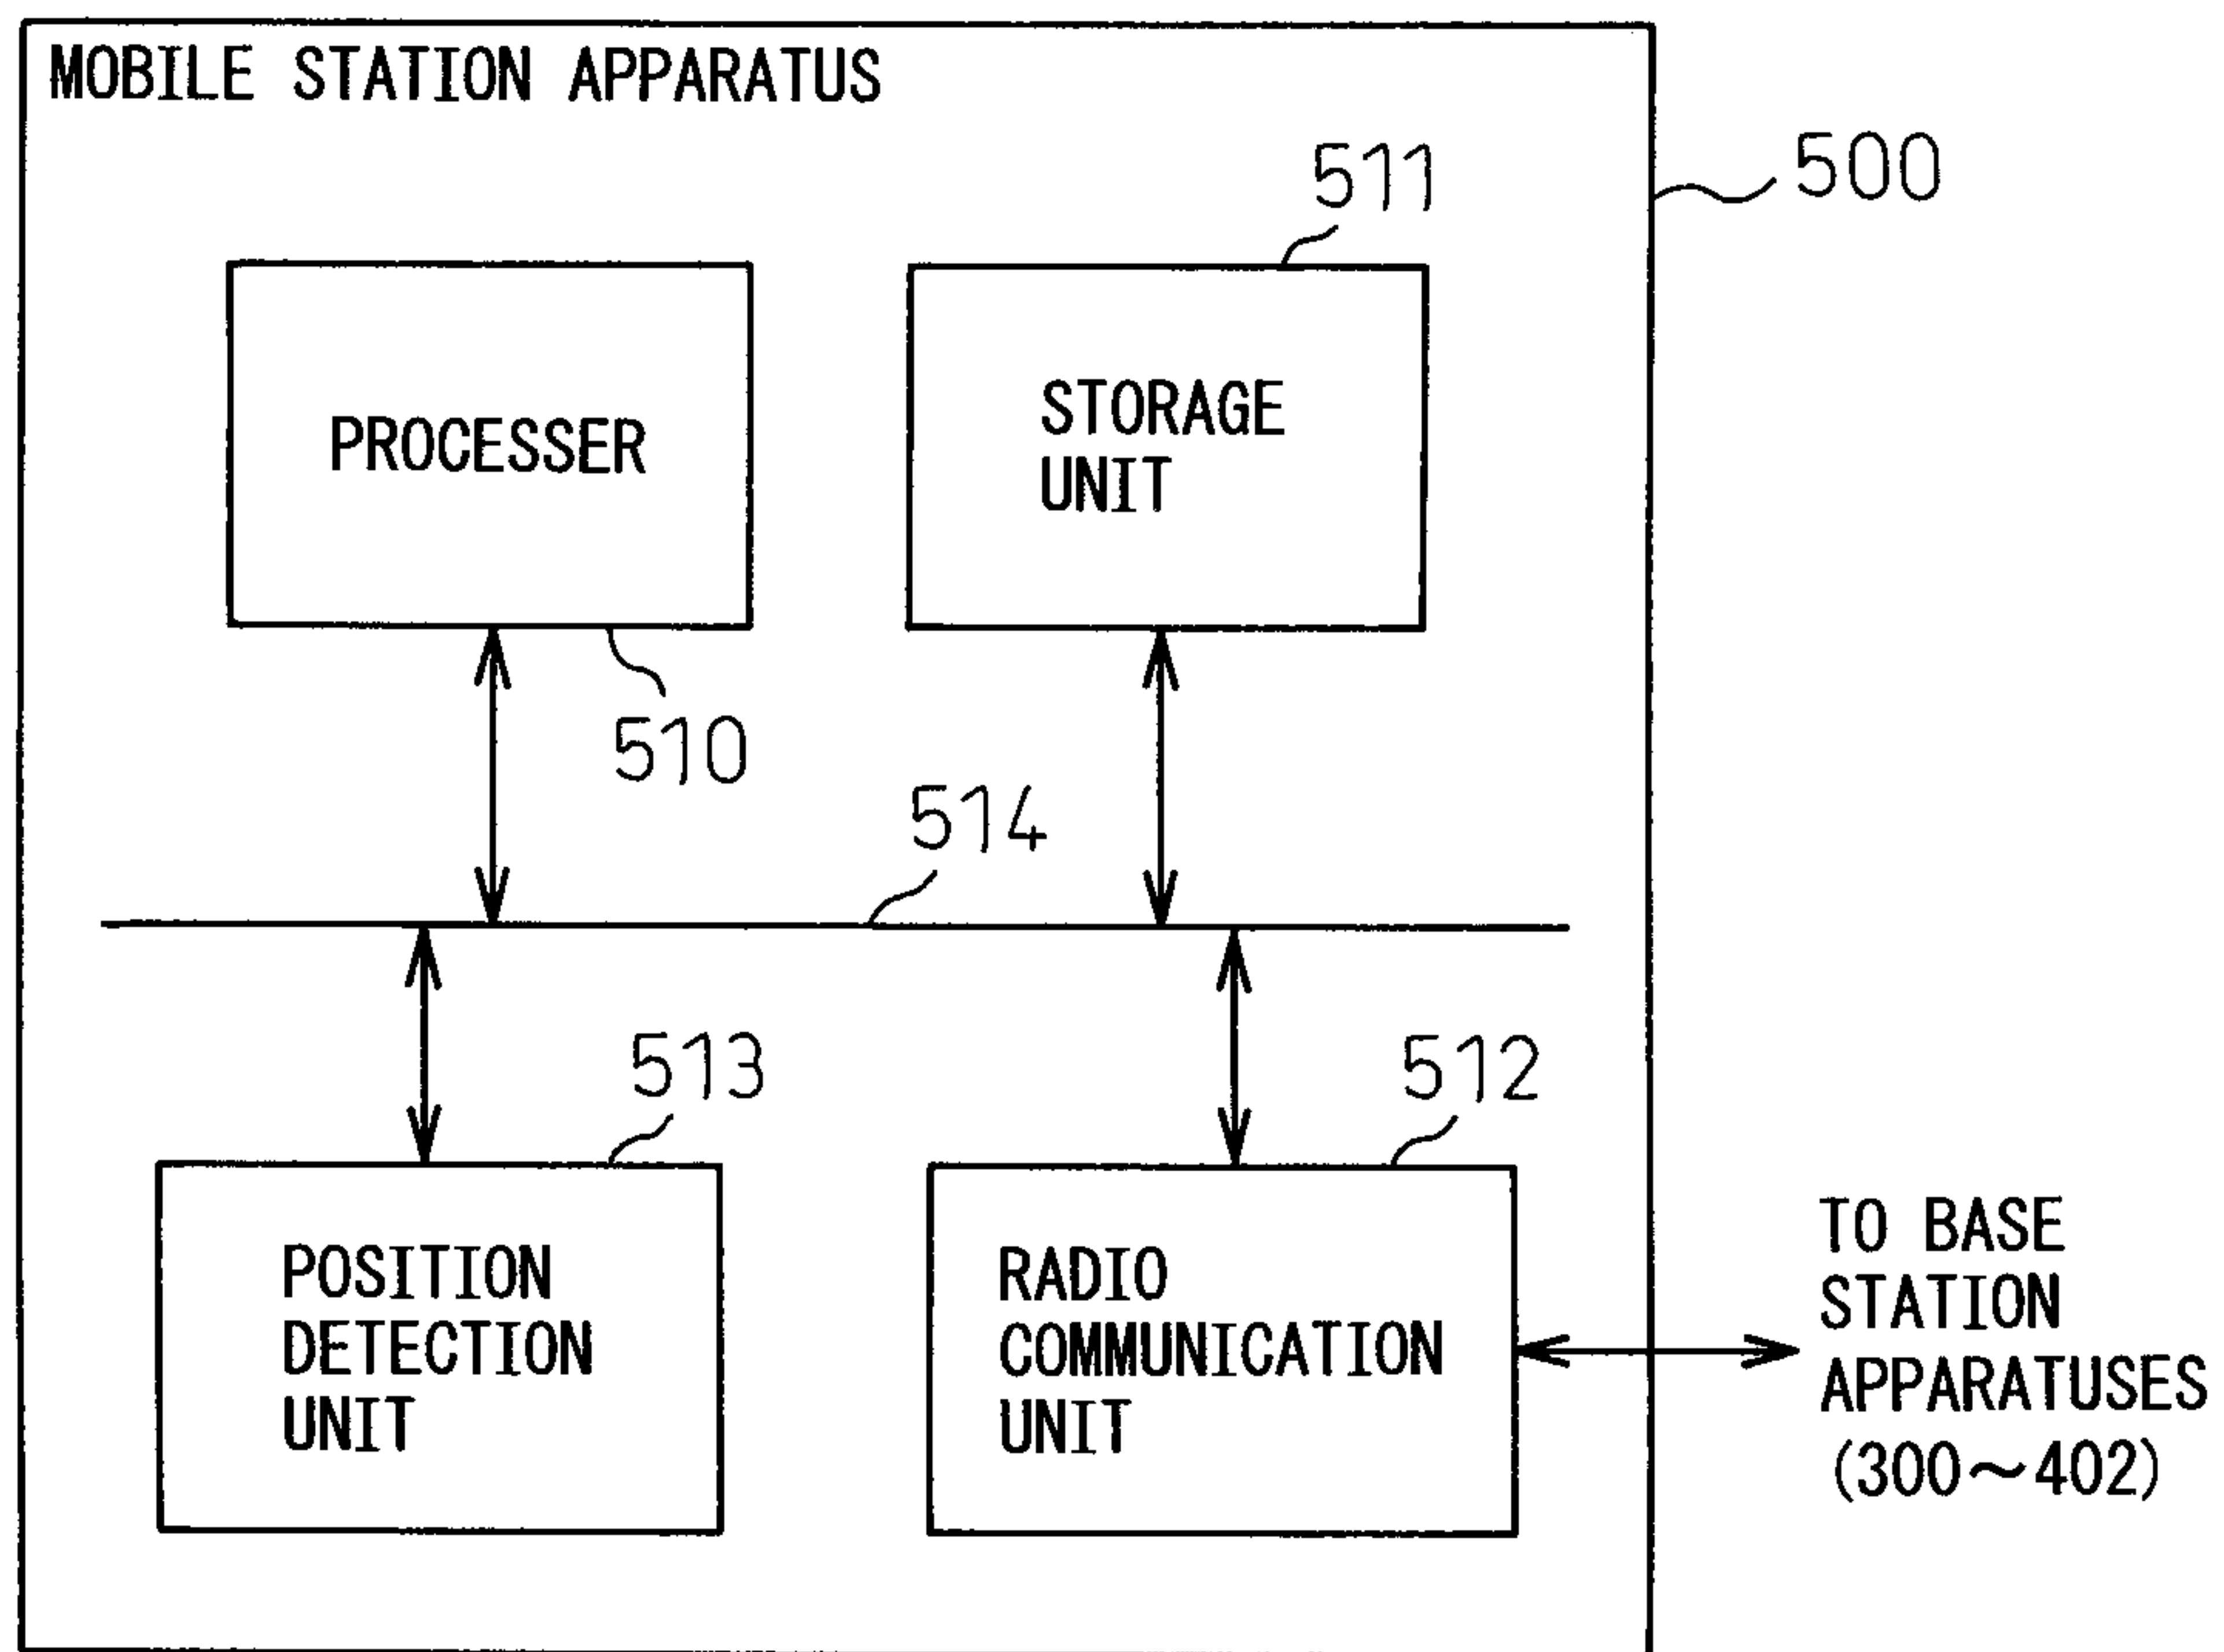 MOBILE STATION APPARATUS
500
511
PROCESSER
STORAGE
UNIT
510
514
513
512
POSITION
DETECTION
UNIT
RADIO
COMMUNICATION
UNIT
TO BASE
STATION
APPARATUSES
(300～402)